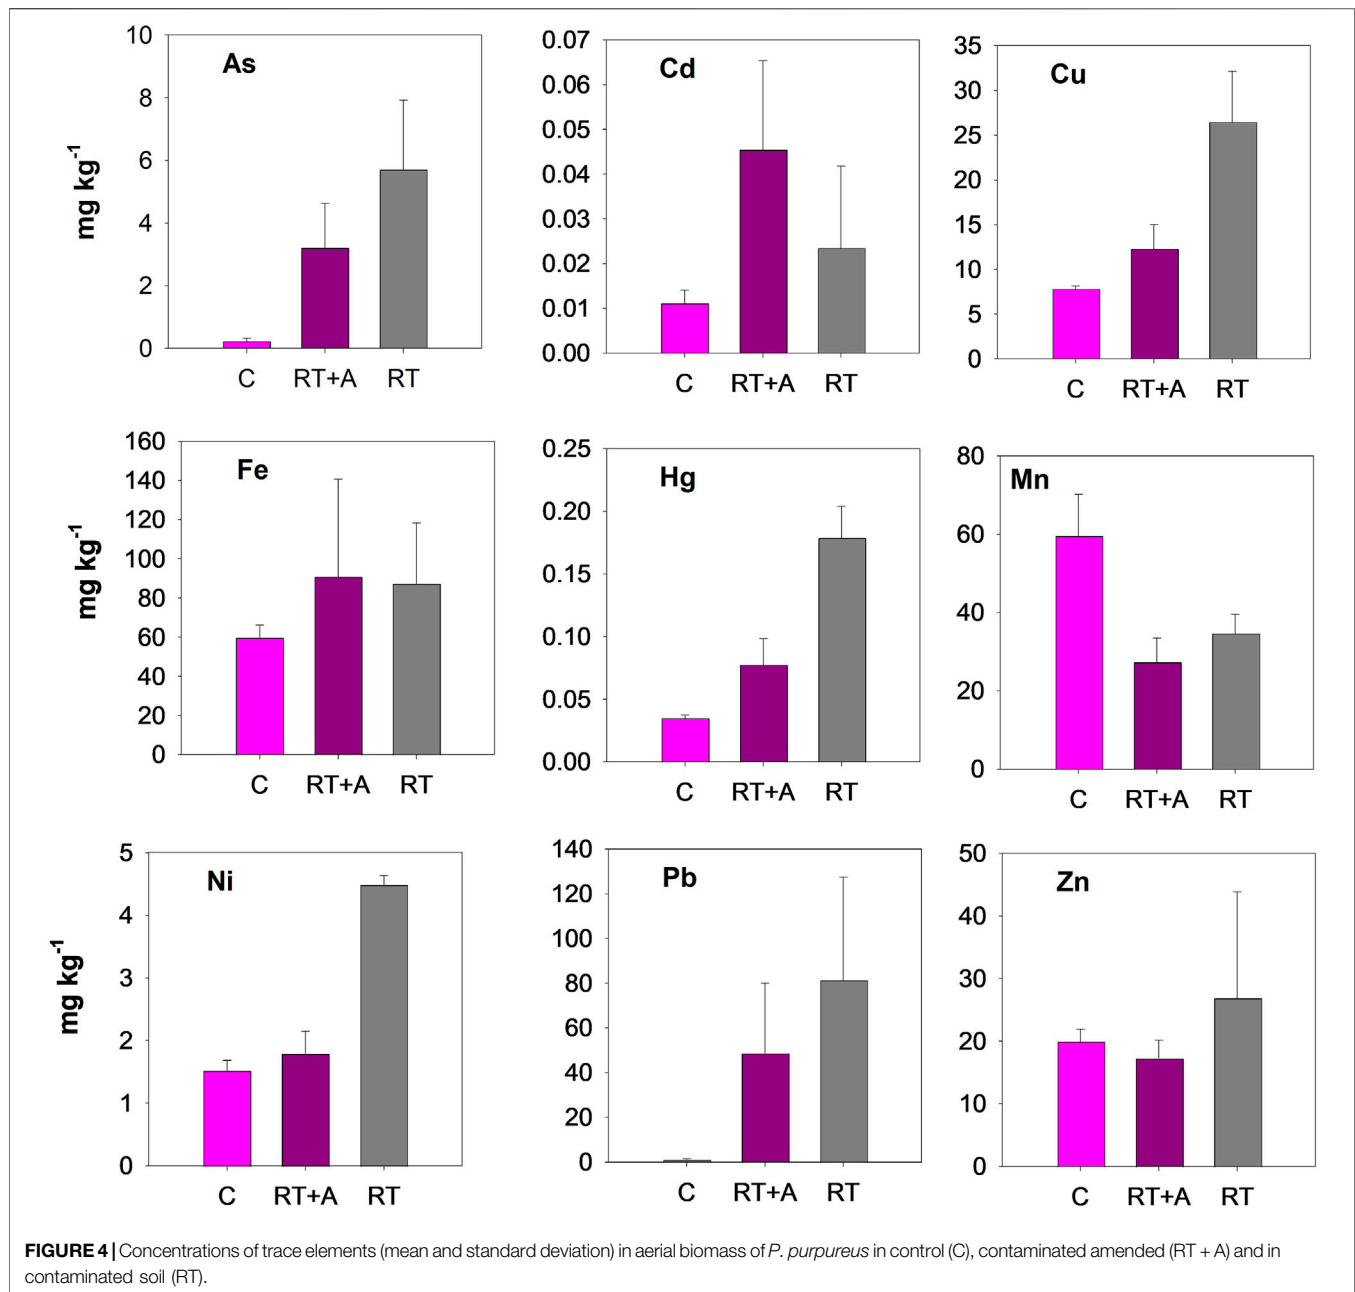 As
mg kg-1
10
8
6
4
2
0
C RT+A RT
Cd
0.07
0.06
0.05
0.04
0.03
0.02
0.01
0.00
C RT+A RT
Cu
35
30
25
20
15
10
5
0
C RT+A RT
Fe
mg kg-1
160
140
120
100
80
60
40
20
0
C RT+A RT
Hg
0.25
0.20
0.15
0.10
0.05
0.00
C RT+A RT
Mn
80
60
40
20
0
C RT+A RT
Ni
mg kg-1
5
4
3
2
1
0
C RT+A RT
Pb
140
120
100
80
60
40
20
0
C RT+A RT
Zn
50
40
30
20
10
0
C RT+A RT
FIGURE 4 | Concentrations of trace elements (mean and standard deviation) in aerial biomass of P. purpureus in control (C), contaminated amended (RT + A) and in
contaminated soil (RT).